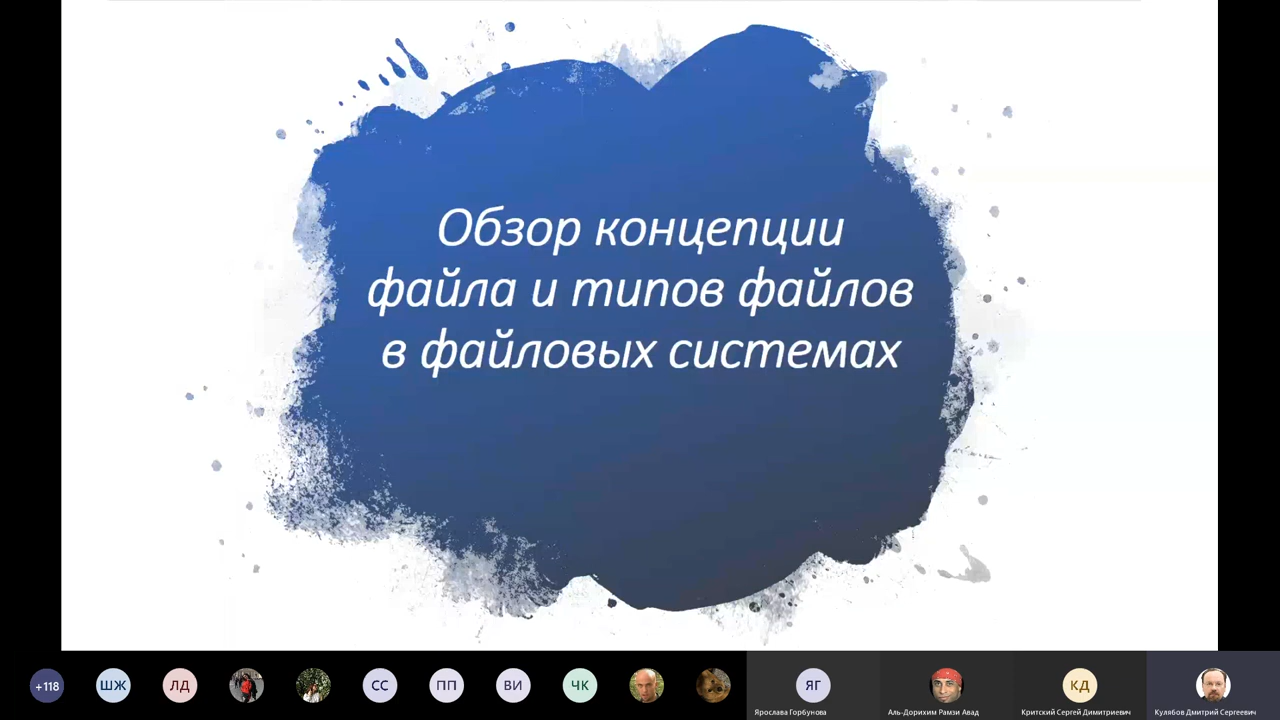 Обзор концепции
файла и типов файлов
в файловых системах
+118
ШЖ
ЛД
СС
ПП
ВИ
ЧК
ЯГ
КД
Ярослава Горбунова
Аль-Дорихим Рамзи Авад
Критский Сергей Димитриевич
Кулябов Дмитрий Сергеевич